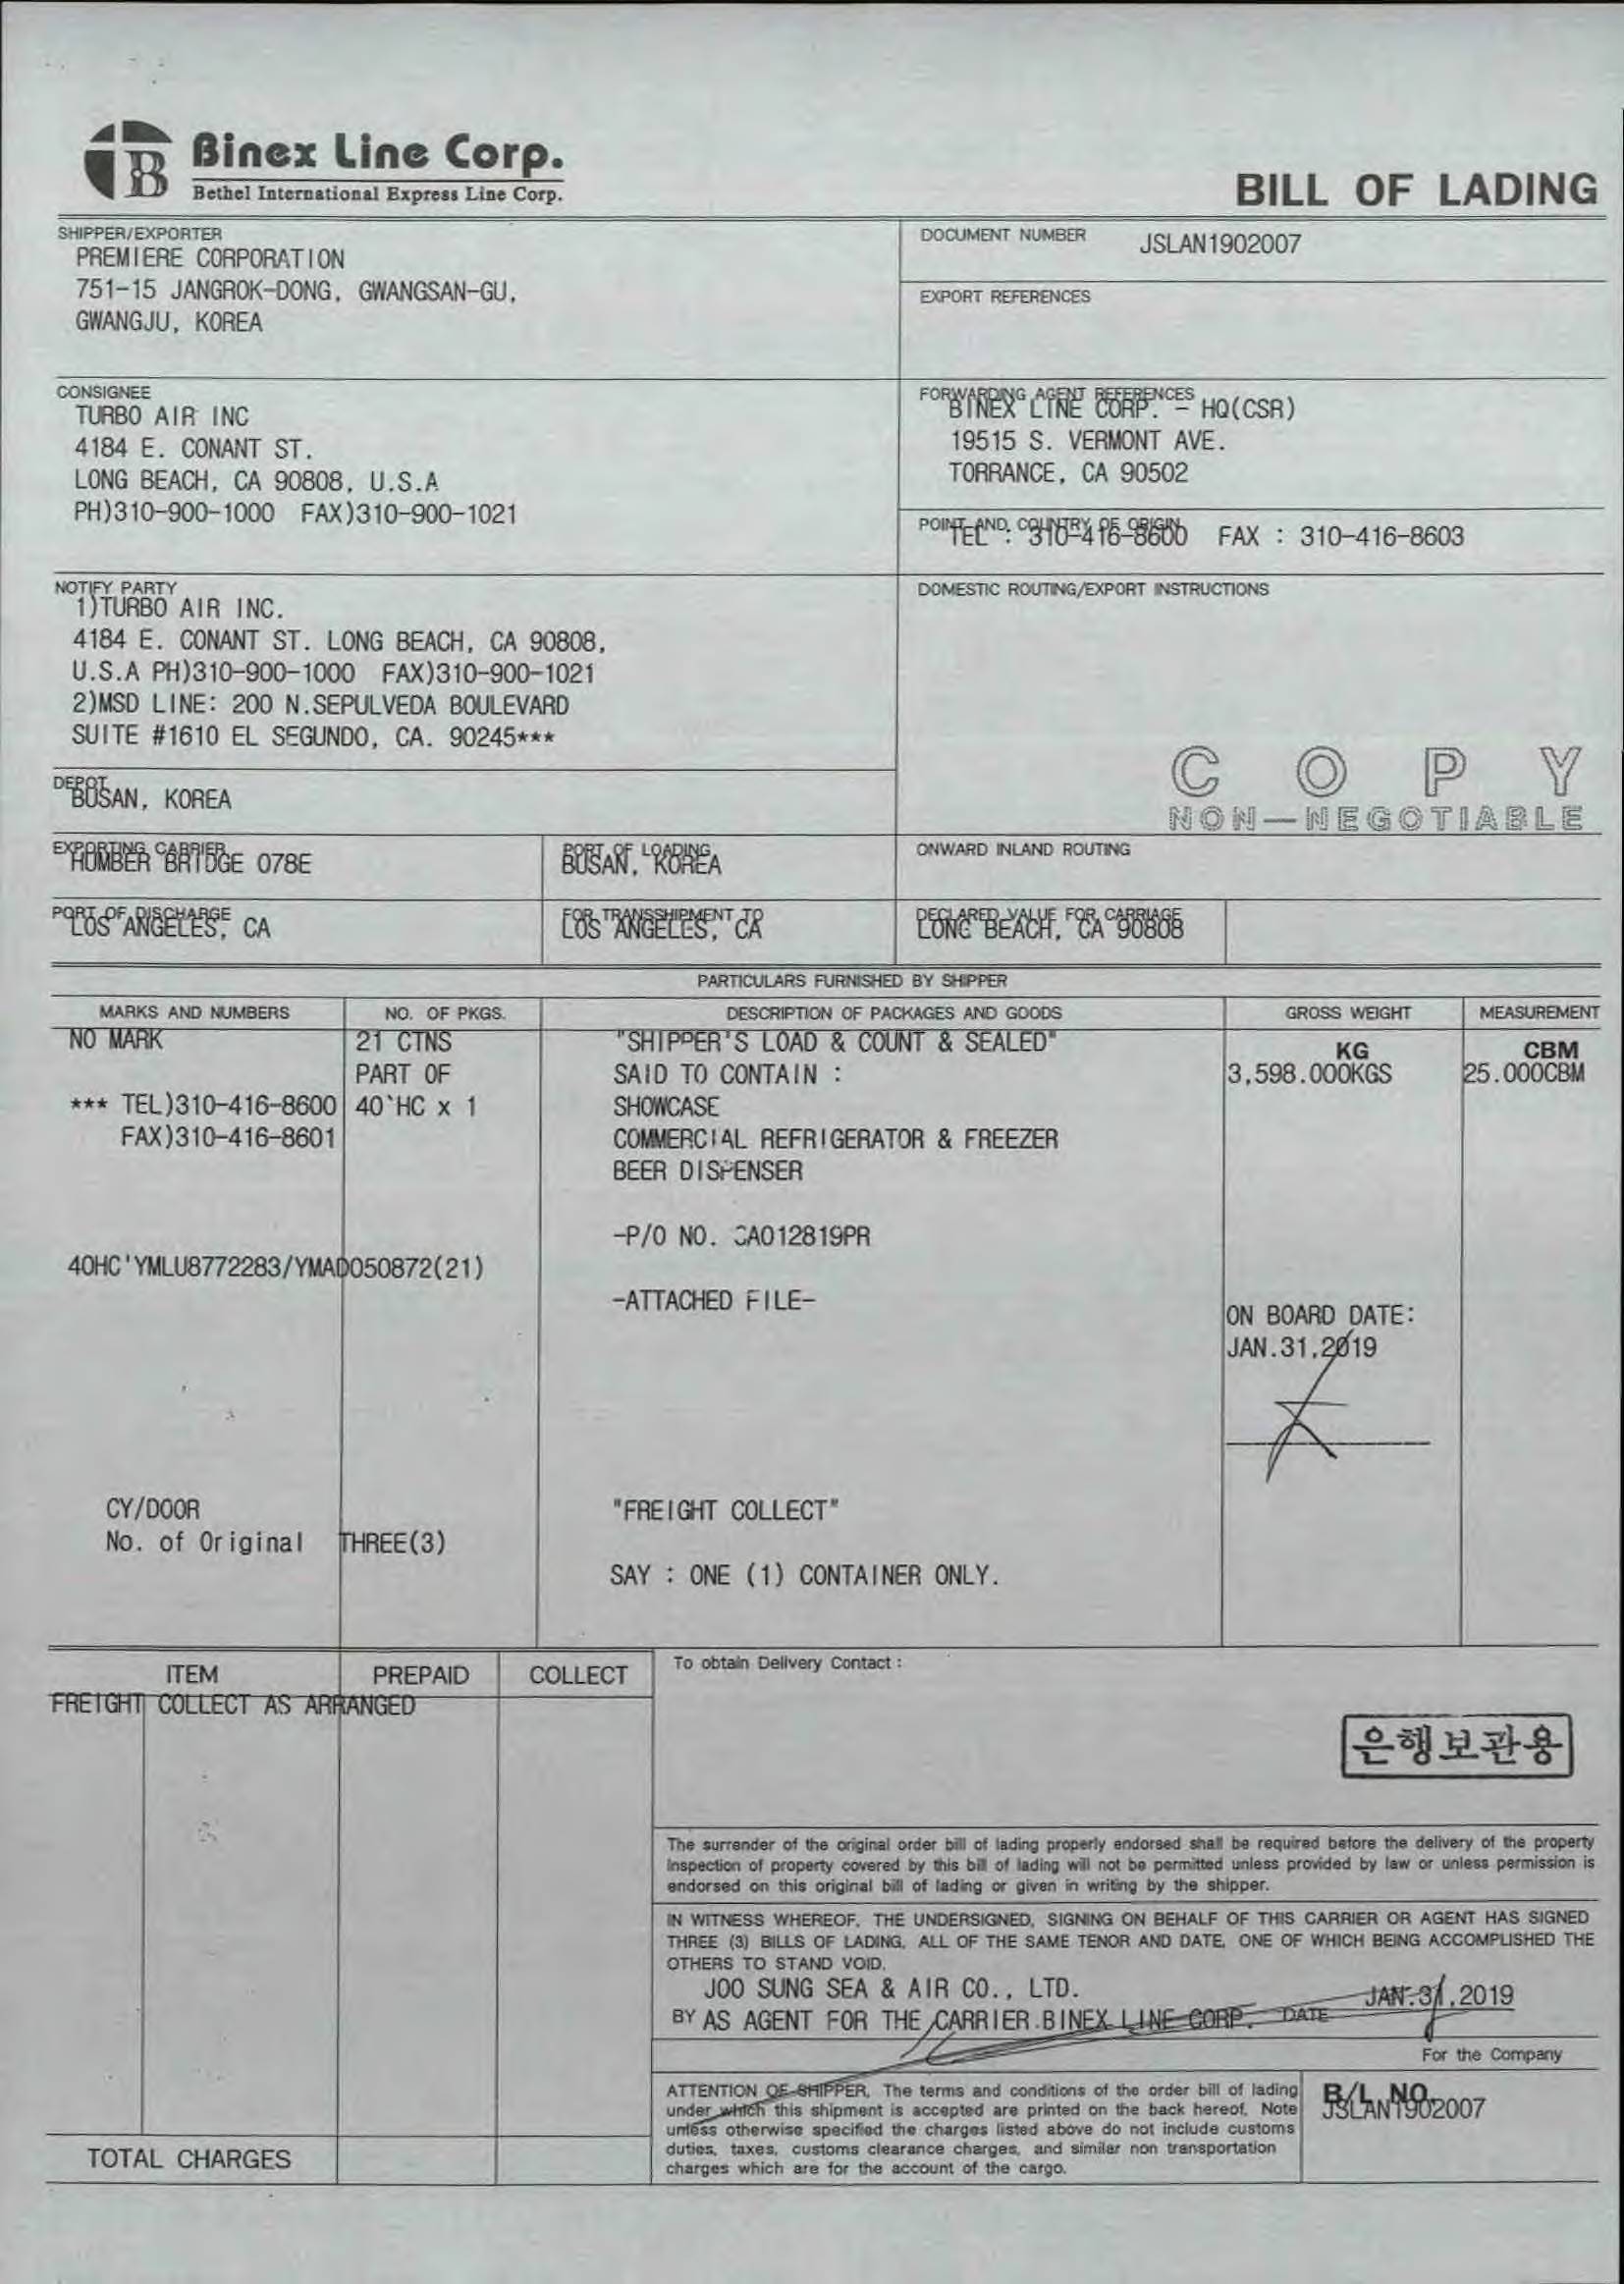 Binex Line Corp.
Bethel International Express Line Corp.
BILL OF LADING
SHIPPER/EXPORTER
PREMIERE CORPORATION
751-15 JANGROK-DONG, GWANGSAN-GU,
GWANGJU, KOREA
DOCUMENT NUMBER JSLAN1902007
EXPORT REFERENCES
CONSIGNEE
TURBO AIR INC
4184 E. CONANT ST.
LONG BEACH, CA 90808, U.S.A
PH)310-900-1000 FAX)310-900-1021
FORWARDING AGENT REFERENCES
BINEX LINE CORP. - HQ(CSR)
19515 S. VERMONT AVE.
TORRANCE, CA 90502
POINT AND COUNTRY OF ORIGIN
TEL : 310-416-8600 FAX : 310-416-8603
NOTIFY PARTY
1)TURBO AIR INC.
4184 E. CONANT ST. LONG BEACH, CA 90808,
U.S.A PH)310-900-1000 FAX)310-900-1021
2)MSD LINE: 200 N.SEPULVEDA BOULEVARD
SUITE #1610 EL SEGUNDO, CA. 90245***
DOMESTIC ROUTING/EXPORT INSTRUCTIONS
COPY
NON-NEGOTIABLE
DEPOT
BUSAN, KOREA
EXPORTING CARRIER
HUMBER BRIDGE 078E
PORT OF LOADING
BUSAN, KOREA
ONWARD INLAND ROUTING
PORT OF DISCHARGE
LOS ANGELES, CA
FOR TRANSSHIPMENT TO
LOS ANGELES, CA
DECLARED VALUE FOR CARRIAGE
LONG BEACH, CA 90808
PARTICULARS FURNISHED BY SHIPPER
MARKS AND NUMBERS NO. OF PKGS. DESCRIPTION OF PACKAGES AND GOODS GROSS WEIGHT MEASUREMENT
NO MARK 21 CTNS "SHIPPER'S LOAD & COUNT & SEALED" KG CBM
PART OF SAID TO CONTAIN : 3,598.000KGS 25.000CBM
*** TEL)310-416-8600 40`HC x 1 SHOWCASE
FAX)310-416-8601 COMMERCIAL REFRIGERATOR & FREEZER
BEER DISPENSER
-P/O NO. CA012819PR
40HC'YMLU8772283/YMAD050872(21)
-ATTACHED FILE-
ON BOARD DATE:
JAN.31,2019
CY/DOOR "FREIGHT COLLECT"
No. of Original THREE(3)
SAY : ONE (1) CONTAINER ONLY.
ITEM PREPAID COLLECT
FREIGHT COLLECT AS ARRANGED
To obtain Delivery Contact :
은행보관용
The surrender of the original order bill of lading properly endorsed shall be required before the delivery of the property
Inspection of property covered by this bill of lading will not be permitted unless provided by law or unless permission is
endorsed on this original bill of lading or given in writing by the shipper.
IN WITNESS WHEREOF, THE UNDERSIGNED, SIGNING ON BEHALF OF THIS CARRIER OR AGENT HAS SIGNED
THREE (3) BILLS OF LADING, ALL OF THE SAME TENOR AND DATE, ONE OF WHICH BEING ACCOMPLISHED THE
OTHERS TO STAND VOID.
JOO SUNG SEA & AIR CO., LTD.
BY AS AGENT FOR THE CARRIER.BINEX LINE CORP. DATE JAN.31,2019
For the Company
ATTENTION OF SHIPPER, The terms and conditions of the order bill of lading
under which this shipment is accepted are printed on the back hereof, Note
unless otherwise specified the charges listed above do not include customs
duties, taxes, customs clearance charges, and similar non transportation
charges which are for the account of the cargo.
B/L NO.
JSLAN1902007
TOTAL CHARGES